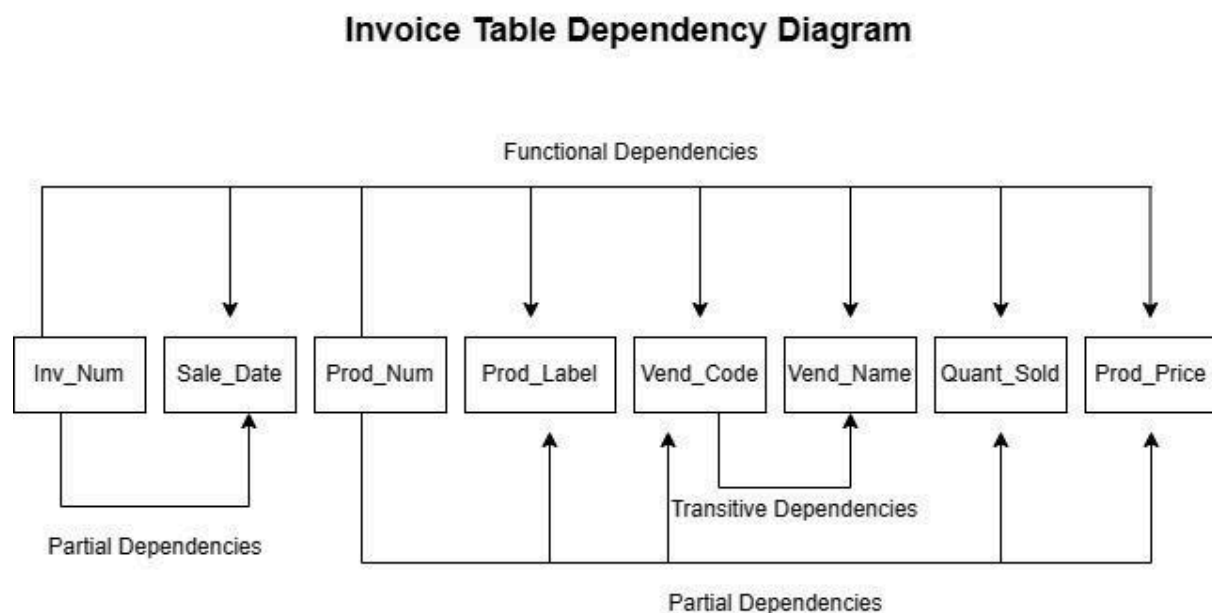 Invoice Table Dependency Diagram
Functional Dependencies
Inv_Num
Sale_Date
Prod_Num
Prod_Label
Vend_Code
Vend_Name
Quant_Sold
Prod_Price
Transitive Dependencies
Partial Dependencies
Partial Dependencies